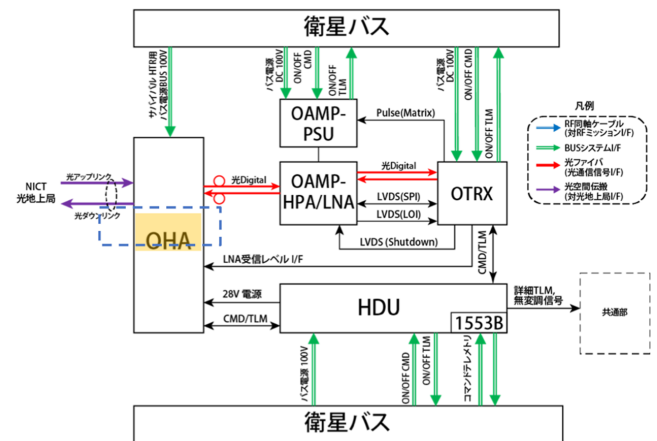 衛星バス
サバイバル HTR用
バス電源BUS 100V
バス電源
DC 100V
ON/OFF
CMD
ON/OFF
TLM
バス電源
DC 100V
ON/OFF CMD
ON/OFF TLM
OAMP-
PSU
Pulse(Matrix)
凡例
RF同軸ケーブル
(対RFミッションI/F)
BUSシステムI/F
光ファイバ
(光通信信号I/F)
光空間伝搬
(対光地上局I/F)
NICT
光地上局
光アップリンク
光ダウンリンク
光Digital
OAMP-
HPA/LNA
光Digital
OTRX
LVDS(SPI)
LVDS(LOI)
LVDS (Shutdown)
OHA
LNA受信レベル I/F
CMD/TLM
28V 電源
CMD/TLM
HDU
1553B
詳細TLM,
無変調信号
共通部
バス電源 100V
ON/OFF CMD
ON/OFF TLM
コマンドテレメトリ
衛星バス